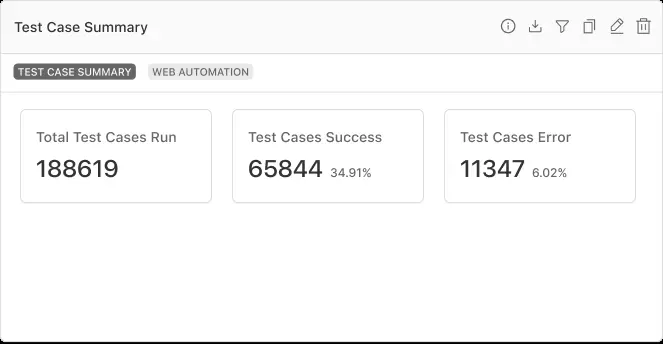 Test Case Summary
TEST CASE SUMMARY WEB AUTOMATION
Total Test Cases Run
188619
Test Cases Success
65844 34.91%
Test Cases Error
11347 6.02%